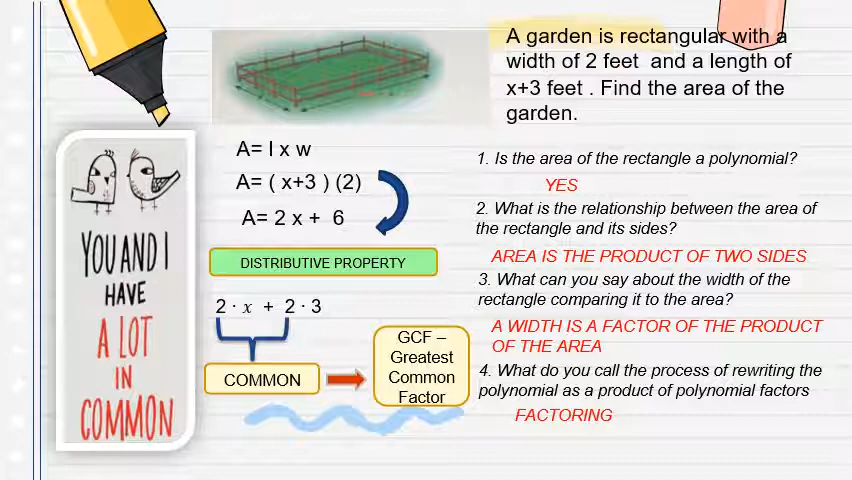 A garden is rectangular with a
width of 2 feet and a length of
x+3 feet . Find the area of the
garden.
A= l x w
A= ( x+3 ) (2)
A= 2 x + 6
DISTRIBUTIVE PROPERTY
2 · x + 2 · 3
COMMON
GCF –
Greatest
Common
Factor
YOU AND I
HAVE
A LOT
IN
COMMON
1. Is the area of the rectangle a polynomial?
YES
2. What is the relationship between the area of
the rectangle and its sides?
AREA IS THE PRODUCT OF TWO SIDES
3. What can you say about the width of the
rectangle comparing it to the area?
A WIDTH IS A FACTOR OF THE PRODUCT
OF THE AREA
4. What do you call the process of rewriting the
polynomial as a product of polynomial factors
FACTORING